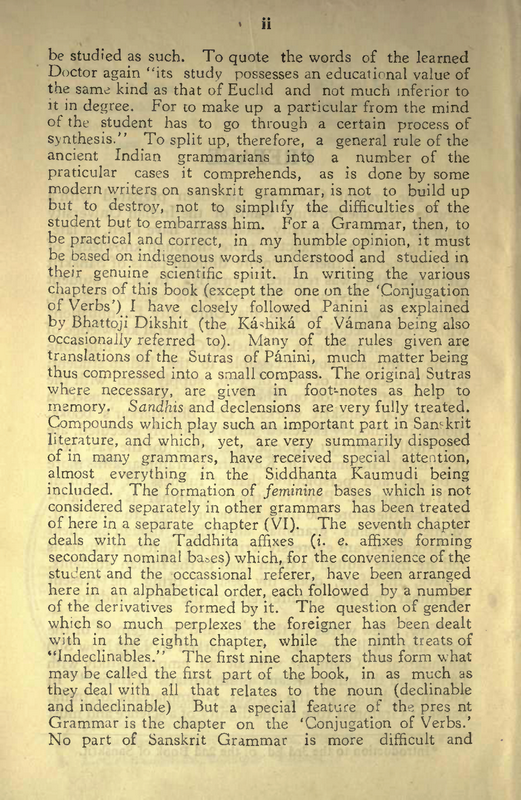 ii
be studied as such. To quote the words of the learned
Doctor again "its study possesses an educational value of
the same kind as that of Euclid and not much inferior to
it in degree. For to make up a particular from the mind
of the student has to go through a certain process of
synthesis." To split up, therefore, a general rule of the
ancient Indian grammarians into a number of the
praticular cases it comprehends, as is done by some
modern writers on sanskrit grammar, is not to build up
but to destroy, not to simplify the difficulties of the
student but to embarrass him. For a Grammar, then, to
be practical and correct, in my humble opinion, it must
be based on indigenous words understood and studied in
their genuine scientific spirit. In writing the various
chapters of this book (except the one on the 'Conjugation
of Verbs') I have closely followed Panini as explained
by Bhattoji Dikshit (the Káshiká of Vámana being also
occasionally referred to). Many of the rules given are
translations of the Sutras of Pánini, much matter being
thus compressed into a small compass. The original Sutras
where necessary, are given in foot-notes as help to
memory. Sandhis and declensions are very fully treated.
Compounds which play such an important part in Sanskrit
literature, and which, yet, are very summarily disposed
of in many grammars, have received special attention,
almost everything in the Siddhanta Kaumudi being
included. The formation of feminine bases which is not
considered separately in other grammars has been treated
of here in a separate chapter (VI). The seventh chapter
deals with the Taddhita affixes (i. e. affixes forming
secondary nominal bases) which, for the convenience of the
student and the occassional referer, have been arranged
here in an alphabetical order, each followed by a number
of the derivatives formed by it. The question of gender
which so much perplexes the foreigner has been dealt
with in the eighth chapter, while the ninth treats of
"Indeclinables." The first nine chapters thus form what
may be called the first part of the book, in as much as
they deal with all that relates to the noun (declinable
and indeclinable) But a special feature of the pres nt
Grammar is the chapter on the 'Conjugation of Verbs.'
No part of Sanskrit Grammar is more difficult and